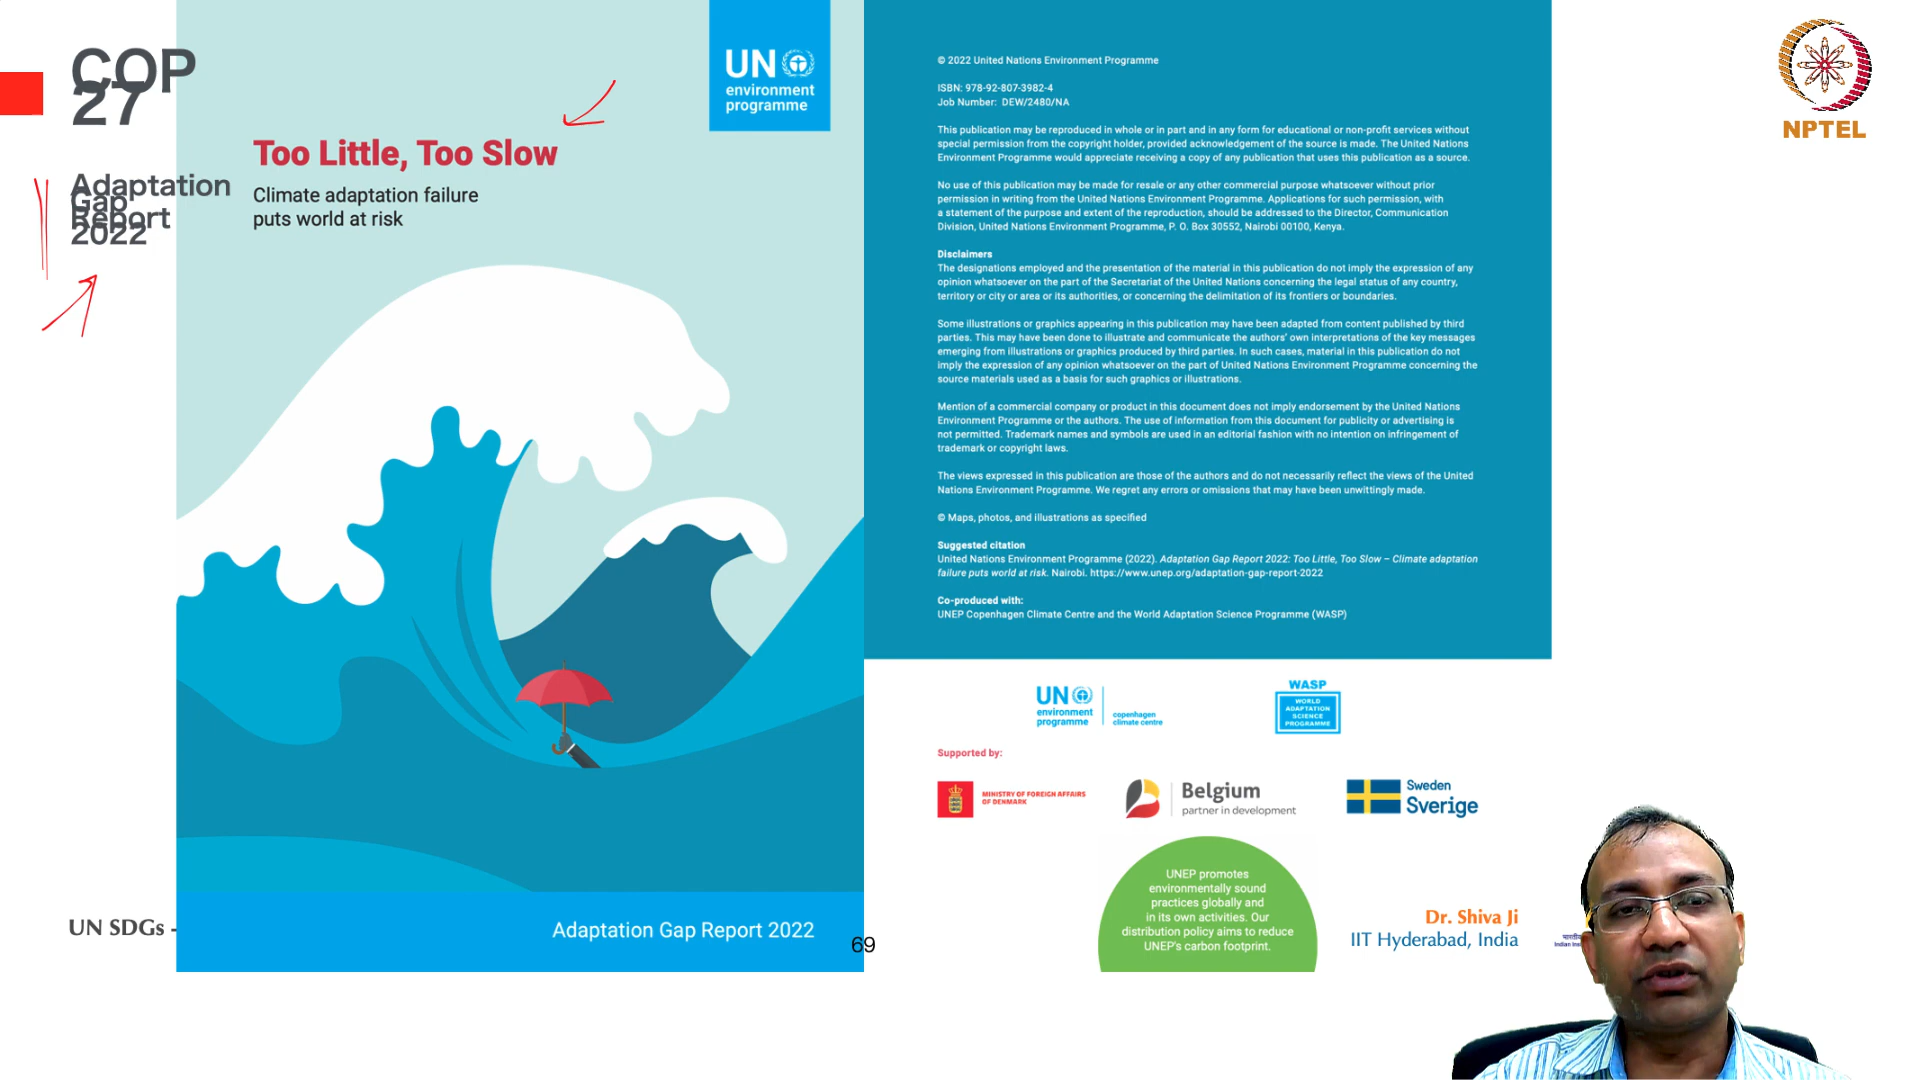 COP
27
Adaptation
Gap
Report
2022
UN
environment
programme
Too Little, Too Slow
Climate adaptation failure
puts world at risk
Adaptation Gap Report 2022
UN SDGs -
69
© 2022 United Nations Environment Programme
ISBN: 978-92-807-3982-4
Job Number: DEW/2480/NA
This publication may be reproduced in whole or in part and in any form for educational or non-profit services without
special permission from the copyright holder, provided acknowledgement of the source is made. The United Nations
Environment Programme would appreciate receiving a copy of any publication that uses this publication as a source.
No use of this publication may be made for resale or any other commercial purpose whatsoever without prior
permission in writing from the United Nations Environment Programme. Applications for such permission, with
a statement of the purpose and extent of the reproduction, should be addressed to the Director, Communication
Division, United Nations Environment Programme, P. O. Box 30552, Nairobi 00100, Kenya.
Disclaimers
The designations employed and the presentation of the material in this publication do not imply the expression of any
opinion whatsoever on the part of the Secretariat of the United Nations concerning the legal status of any country,
territory or city or area or its authorities, or concerning the delimitation of its frontiers or boundaries.
Some illustrations or graphics appearing in this publication may have been adapted from content published by third
parties. This may have been done to illustrate and communicate the authors' own interpretations of the key messages
emerging from illustrations or graphics produced by third parties. In such cases, material in this publication do not
imply the expression of any opinion whatsoever on the part of United Nations Environment Programme concerning the
source materials used as a basis for such graphics or illustrations.
Mention of a commercial company or product in this document does not imply endorsement by the United Nations
Environment Programme or the authors. The use of information from this document for publicity or advertising is
not permitted. Trademark names and symbols are used in an editorial fashion with no intention on infringement of
trademark or copyright laws.
The views expressed in this publication are those of the authors and do not necessarily reflect the views of the United
Nations Environment Programme. We regret any errors or omissions that may have been unwittingly made.
© Maps, photos, and illustrations as specified
Suggested citation
United Nations Environment Programme (2022). Adaptation Gap Report 2022: Too Little, Too Slow – Climate adaptation
failure puts world at risk. Nairobi. https://www.unep.org/adaptation-gap-report-2022
Co-produced with:
UNEP Copenhagen Climate Centre and the World Adaptation Science Programme (WASP)
UN
environment
programme
copenhagen
climate centre
WASP
WORLD
ADAPTATION
SCIENCE
PROGRAMME
Supported by:
MINISTRY OF FOREIGN AFFAIRS
OF DENMARK
Belgium
partner in development
Sweden
Sverige
UNEP promotes
environmentally sound
practices globally and
in its own activities. Our
distribution policy aims to reduce
UNEP's carbon footprint.
Dr. Shiva Ji
IIT Hyderabad, India
NPTEL